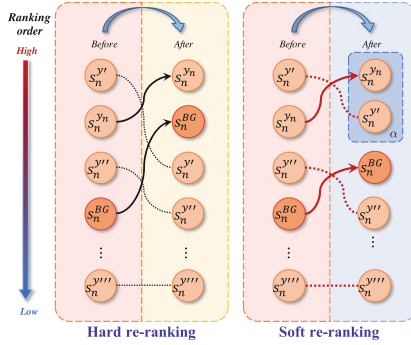 Ranking
order
High
Low
Before After
s_n^{y'} s_n^{y_n}
s_n^{y_n} s_n^{BG}
s_n^{y''} s_n^{y'}
s_n^{BG} s_n^{y''}
⋮ ⋮
s_n^{y'''} s_n^{y'''}
Hard re-ranking
Before After
s_n^{y'} s_n^{y_n}
s_n^{y_n} s_n^{y'}
α
s_n^{y''} s_n^{BG}
s_n^{BG} s_n^{y''}
⋮ ⋮
s_n^{y'''} s_n^{y'''}
Soft re-ranking